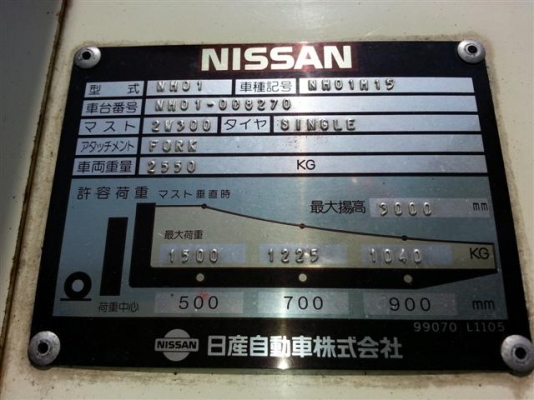 NISSAN
型式 NH01 車種記号 NH01M15
車台番号 NH01-008270
マスト 2W300 タイヤ SINGLE
アタッチメント FORK
車両重量 2550 KG
許容荷重 マスト垂直時
最大揚高 3000 mm
最大荷重
1500 1225 1040 KG
荷重中心 500 700 900 mm
99070 L1105
NISSAN 日産自動車株式会社